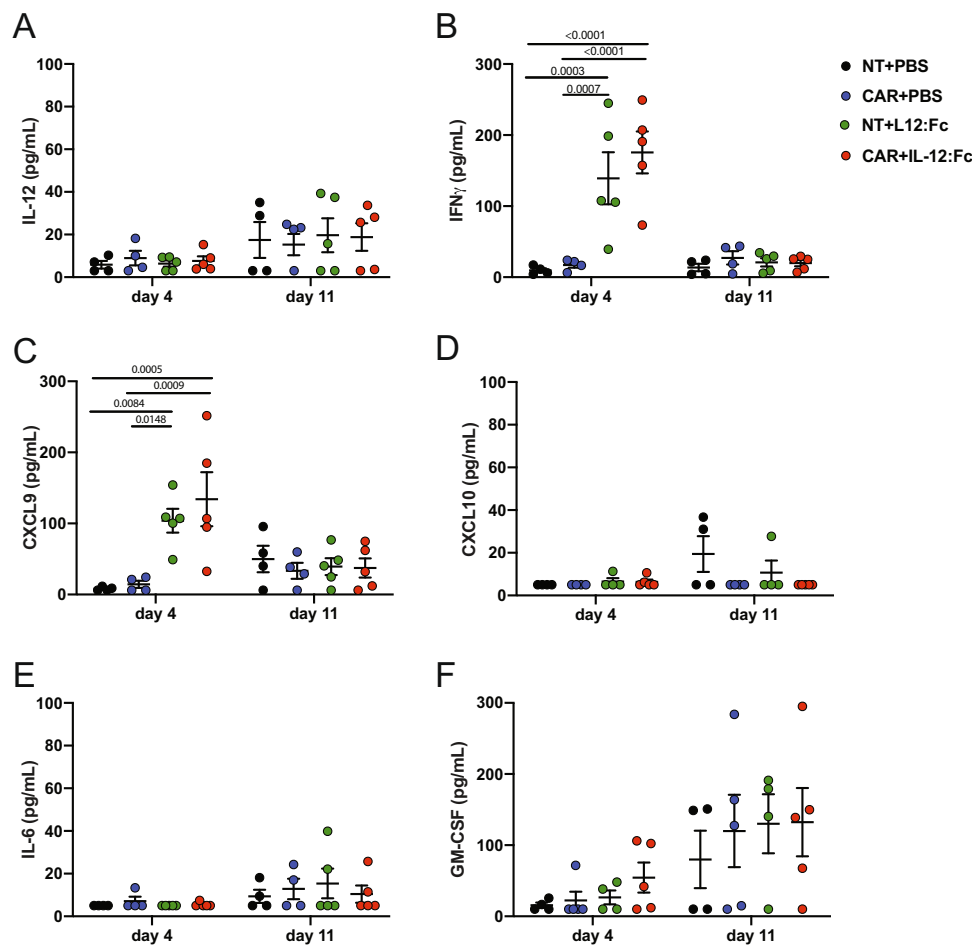 A
IL-12 (pg/mL)
100
80
60
40
20
0
day 4
day 11
B
IFNγ (pg/mL)
<0.0001
<0.0001
0.0003
0.0007
300
200
100
0
day 4
day 11
NT+PBS
CAR+PBS
NT+L12:Fc
CAR+IL-12:Fc
C
CXCL9 (pg/mL)
0.0005
0.0009
0.0084
0.0148
300
200
100
0
day 4
day 11
D
CXCL10 (pg/mL)
100
80
60
40
20
0
day 4
day 11
E
IL-6 (pg/mL)
100
80
60
40
20
0
day 4
day 11
F
GM-CSF (pg/mL)
300
200
100
0
day 4
day 11